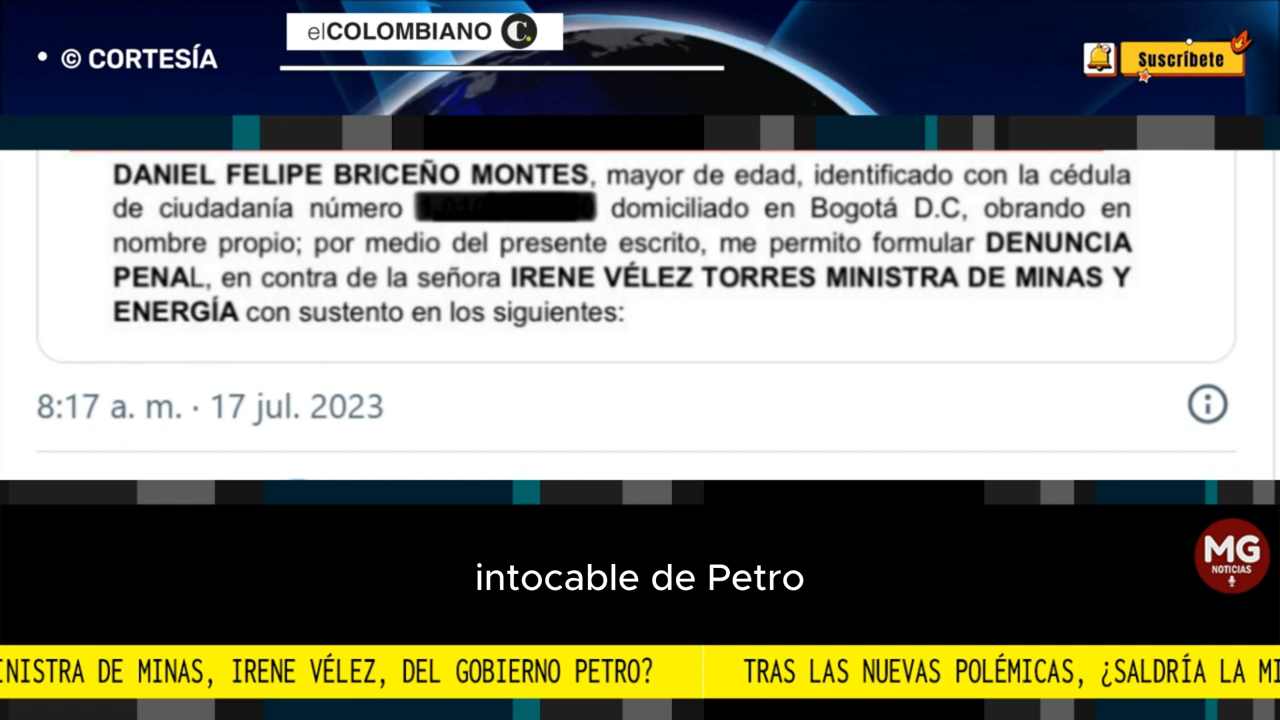 elCOLOMBIANO C.
• © CORTESÍA
Suscríbete
DANIEL FELIPE BRICEÑO MONTES, mayor de edad, identificado con la cédula
de ciudadanía número domiciliado en Bogotá D.C, obrando en
nombre propio; por medio del presente escrito, me permito formular DENUNCIA
PENAL, en contra de la señora IRENE VÉLEZ TORRES MINISTRA DE MINAS Y
ENERGÍA con sustento en los siguientes:
8:17 a. m. · 17 jul. 2023
MG
NOTICIAS
intocable de Petro
INISTRA DE MINAS, IRENE VÉLEZ, DEL GOBIERNO PETRO? TRAS LAS NUEVAS POLÉMICAS, ¿SALDRÍA LA MI